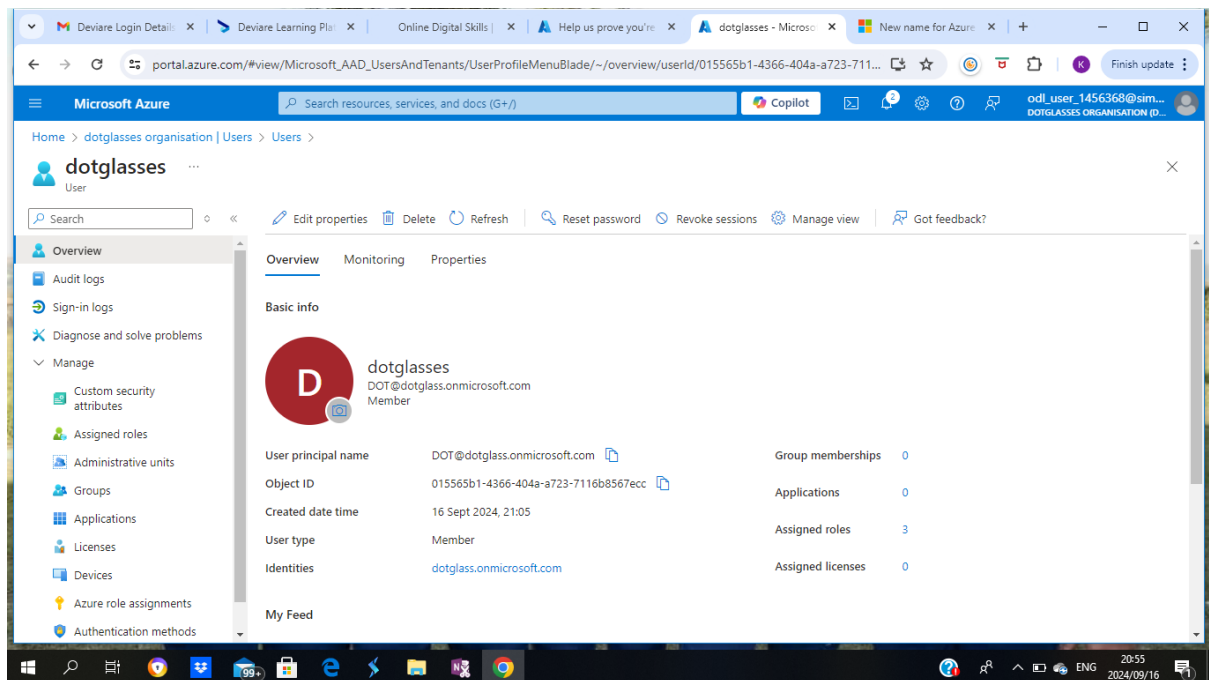 Deviare Login Details
Deviare Learning Plat
Online Digital Skills |
Help us prove you're
dotglasses - Microso
New name for Azure
portal.azure.com/#view/Microsoft_AAD_UsersAndTenants/UserProfileMenuBlade/~/overview/userId/015565b1-4366-404a-a723-711...
K
Finish update
Microsoft Azure
Search resources, services, and docs (G+/)
Copilot
2
odl_user_1456368@sim...
DOTGLASSES ORGANISATION (D...
Home > dotglasses organisation | Users > Users >
dotglasses ...
User
Search
Edit properties
Delete
Refresh
Reset password
Revoke sessions
Manage view
Got feedback?
Overview
Audit logs
Sign-in logs
Diagnose and solve problems
Manage
Custom security
attributes
Assigned roles
Administrative units
Groups
Applications
Licenses
Devices
Azure role assignments
Authentication methods
Overview
Monitoring
Properties
Basic info
D
dotglasses
DOT@dotglass.onmicrosoft.com
Member
User principal name
DOT@dotglass.onmicrosoft.com
Object ID
015565b1-4366-404a-a723-7116b8567ecc
Created date time
16 Sept 2024, 21:05
User type
Member
Identities
dotglass.onmicrosoft.com
Group memberships
0
Applications
0
Assigned roles
3
Assigned licenses
0
My Feed
99+
ENG
20:55
2024/09/16
1